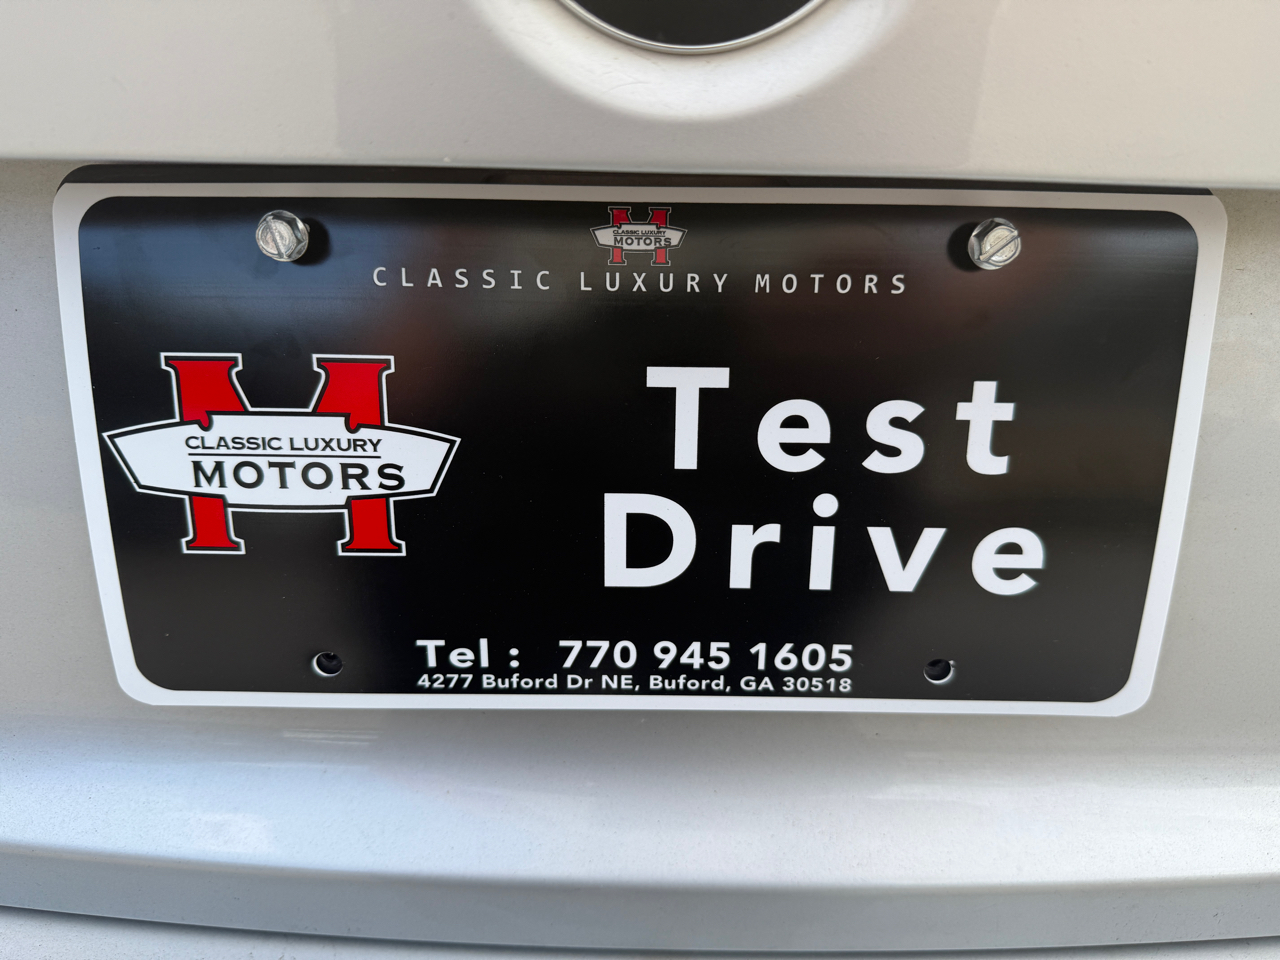 CLASSIC LUXURY
MOTORS
CLASSIC LUXURY MOTORS
CLASSIC LUXURY
MOTORS
Test
Drive
Tel : 770 945 1605
4277 Buford Dr NE, Buford, GA 30518